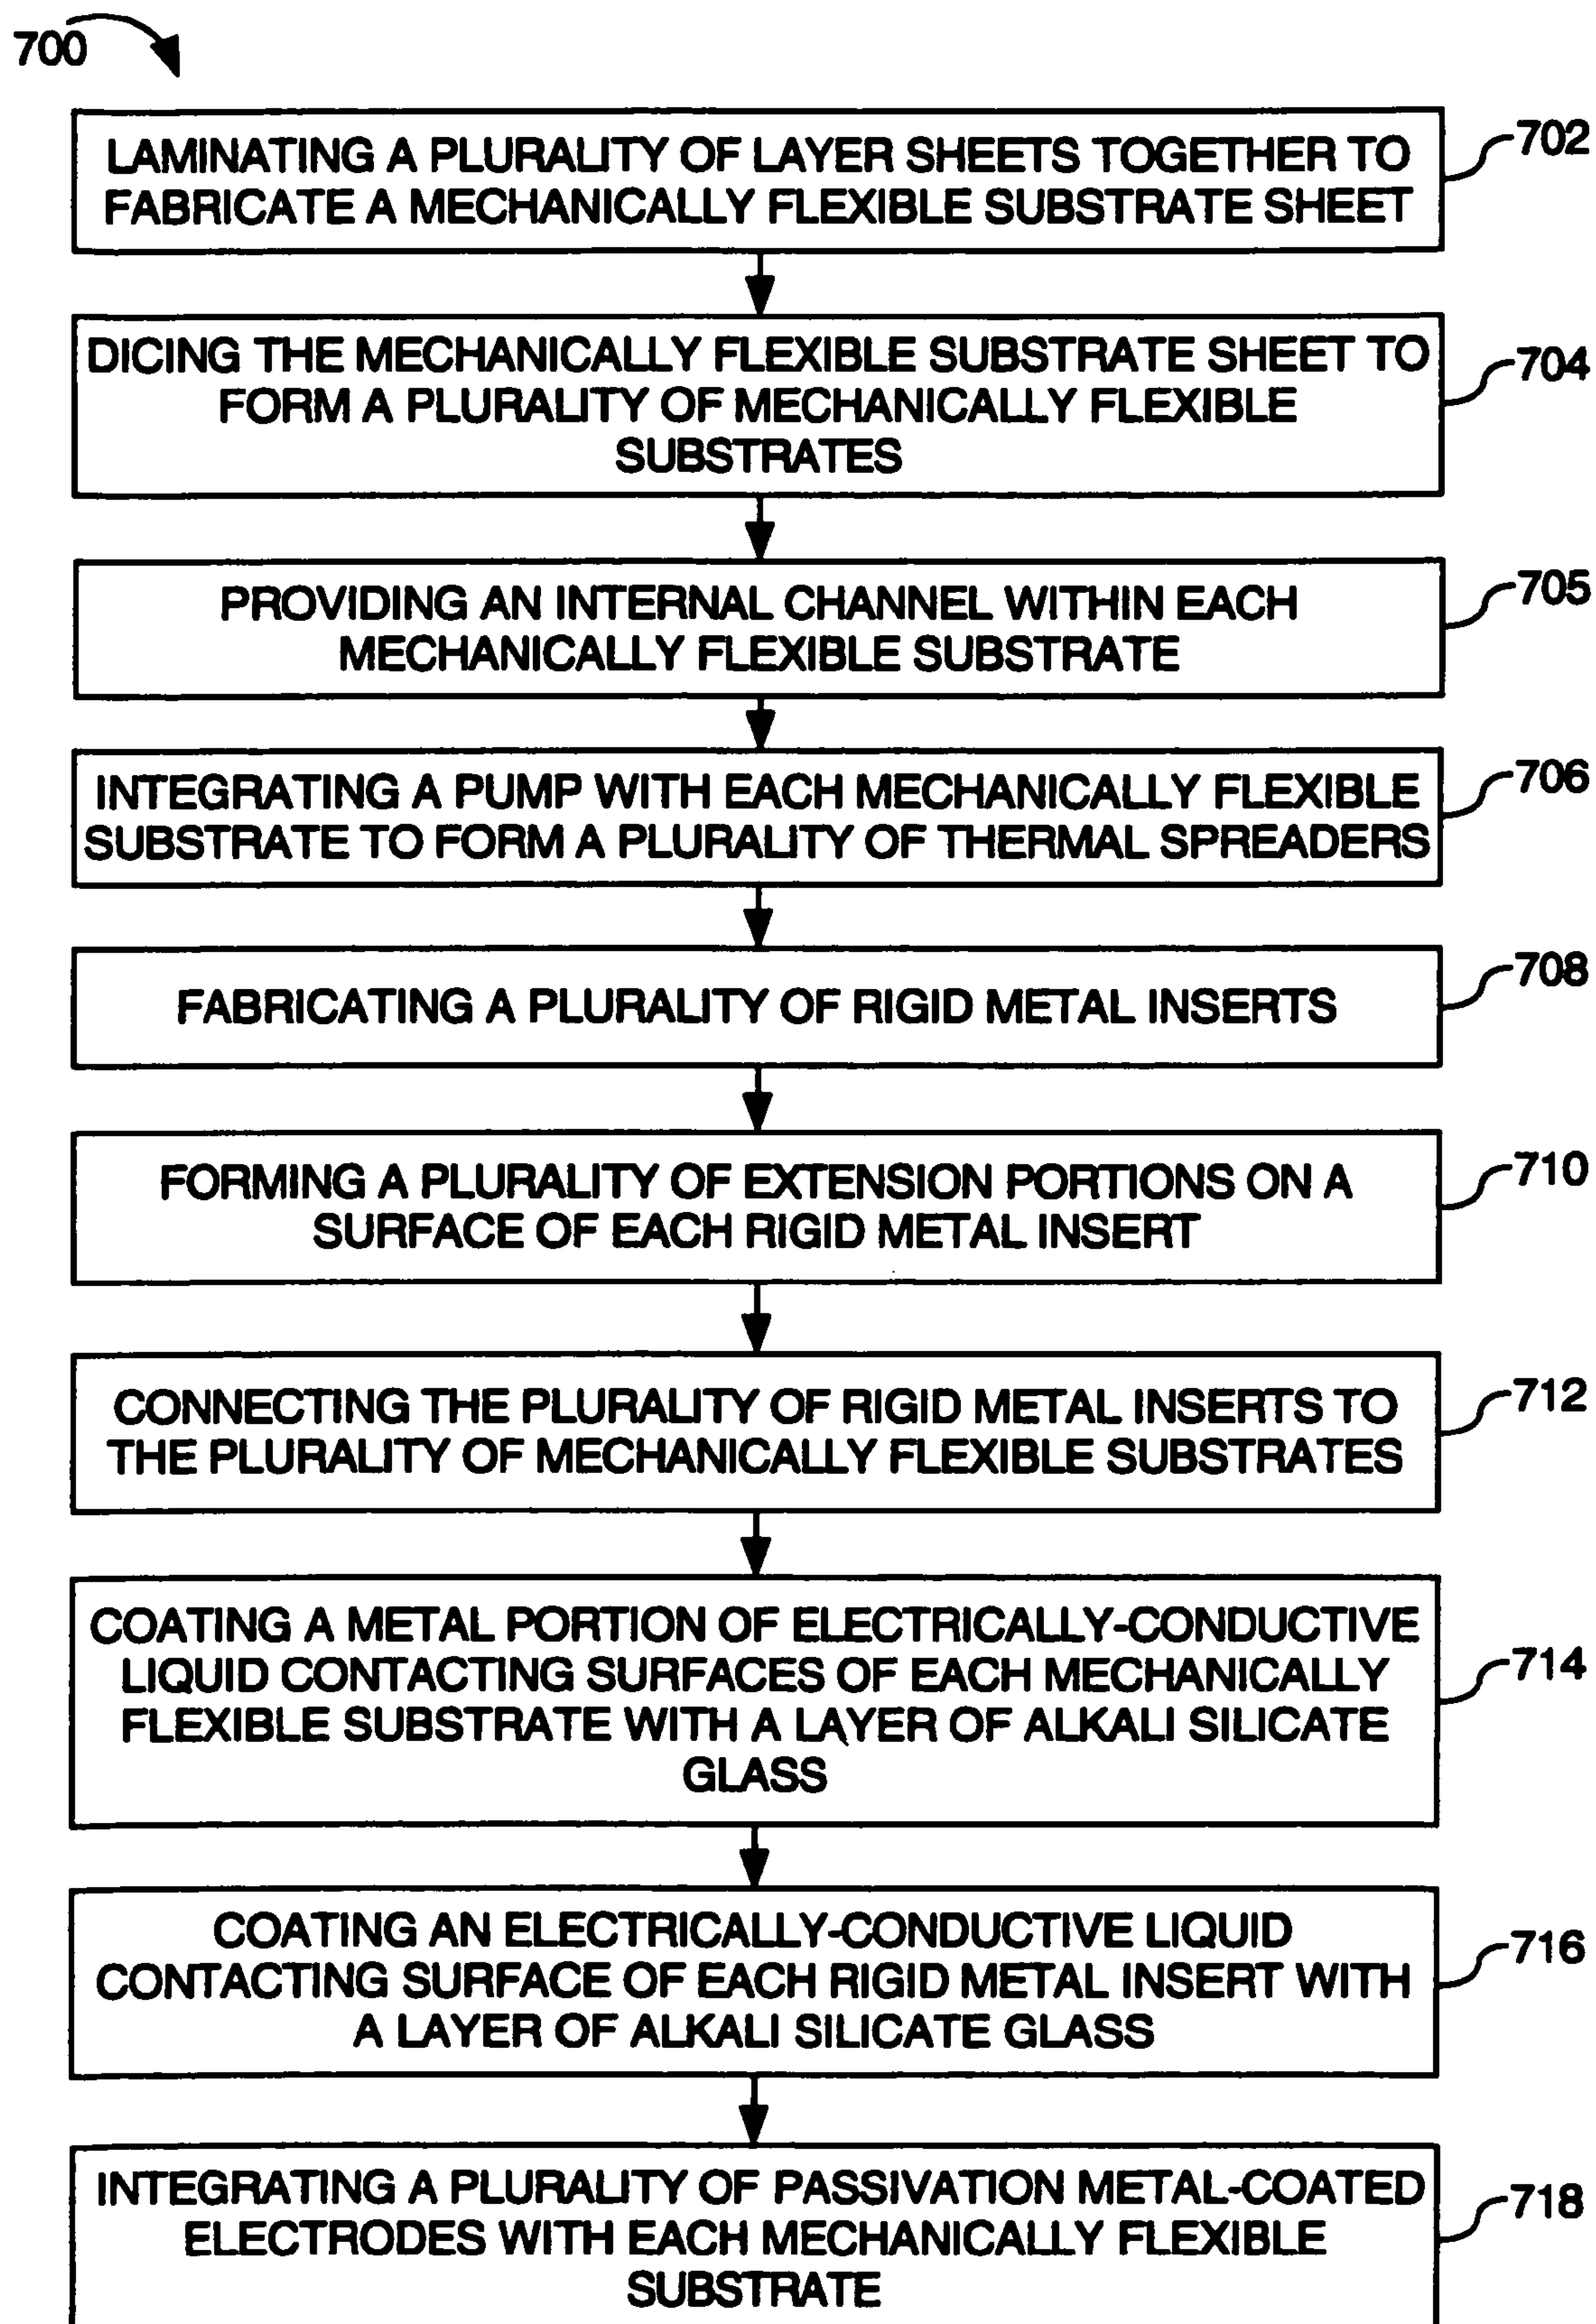 700
LAMINATING A PLURALITY OF LAYER SHEETS TOGETHER TO
FABRICATE A MECHANICALLY FLEXIBLE SUBSTRATE SHEET
702
DICING THE MECHANICALLY FLEXIBLE SUBSTRATE SHEET TO
FORM A PLURALITY OF MECHANICALLY FLEXIBLE
SUBSTRATES
704
PROVIDING AN INTERNAL CHANNEL WITHIN EACH
MECHANICALLY FLEXIBLE SUBSTRATE
705
INTEGRATING A PUMP WITH EACH MECHANICALLY FLEXIBLE
SUBSTRATE TO FORM A PLURALITY OF THERMAL SPREADERS
706
FABRICATING A PLURALITY OF RIGID METAL INSERTS
708
FORMING A PLURALITY OF EXTENSION PORTIONS ON A
SURFACE OF EACH RIGID METAL INSERT
710
CONNECTING THE PLURALITY OF RIGID METAL INSERTS TO
THE PLURALITY OF MECHANICALLY FLEXIBLE SUBSTRATES
712
COATING A METAL PORTION OF ELECTRICALLY-CONDUCTIVE
LIQUID CONTACTING SURFACES OF EACH MECHANICALLY
FLEXIBLE SUBSTRATE WITH A LAYER OF ALKALI SILICATE
GLASS
714
COATING AN ELECTRICALLY-CONDUCTIVE LIQUID
CONTACTING SURFACE OF EACH RIGID METAL INSERT WITH
A LAYER OF ALKALI SILICATE GLASS
716
INTEGRATING A PLURALITY OF PASSIVATION METAL-COATED
ELECTRODES WITH EACH MECHANICALLY FLEXIBLE
SUBSTRATE
718